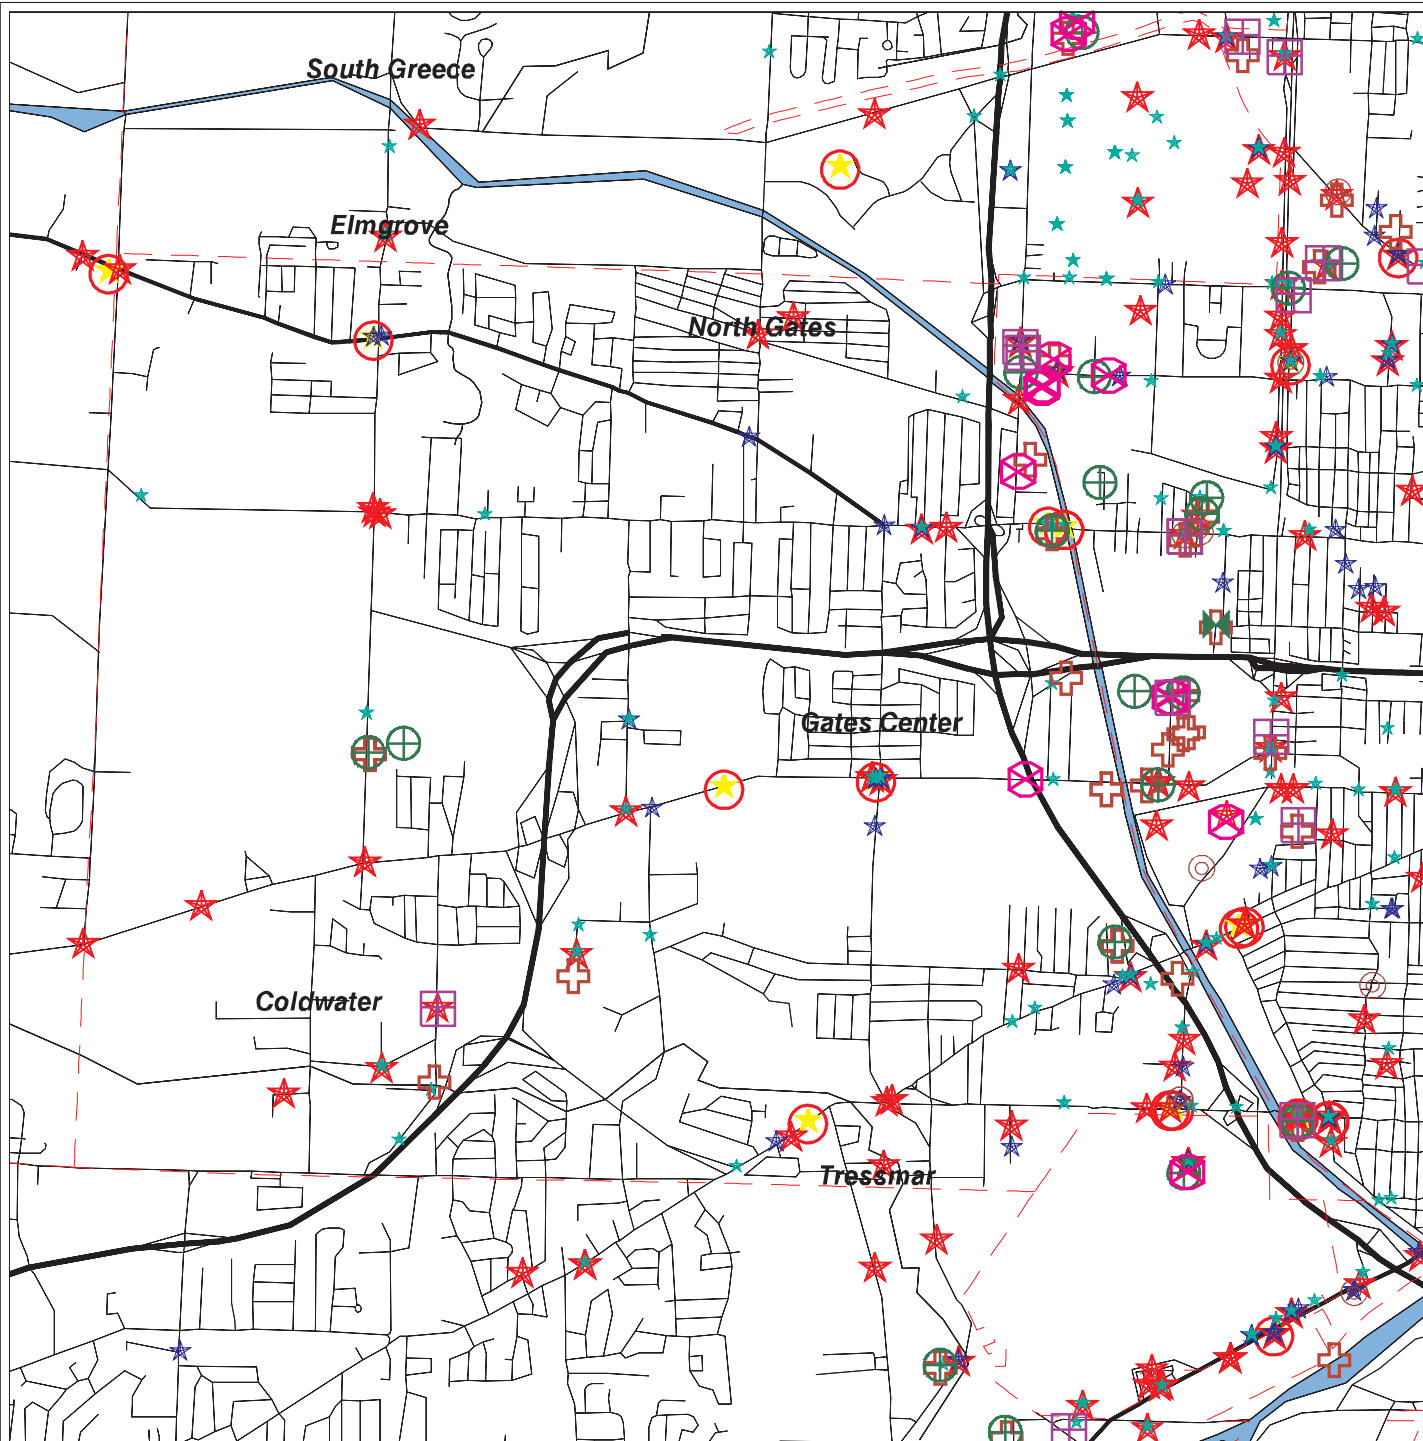 South Greece
Elmgrove
North Gates
Gates Center
Coldwater
Tressmar